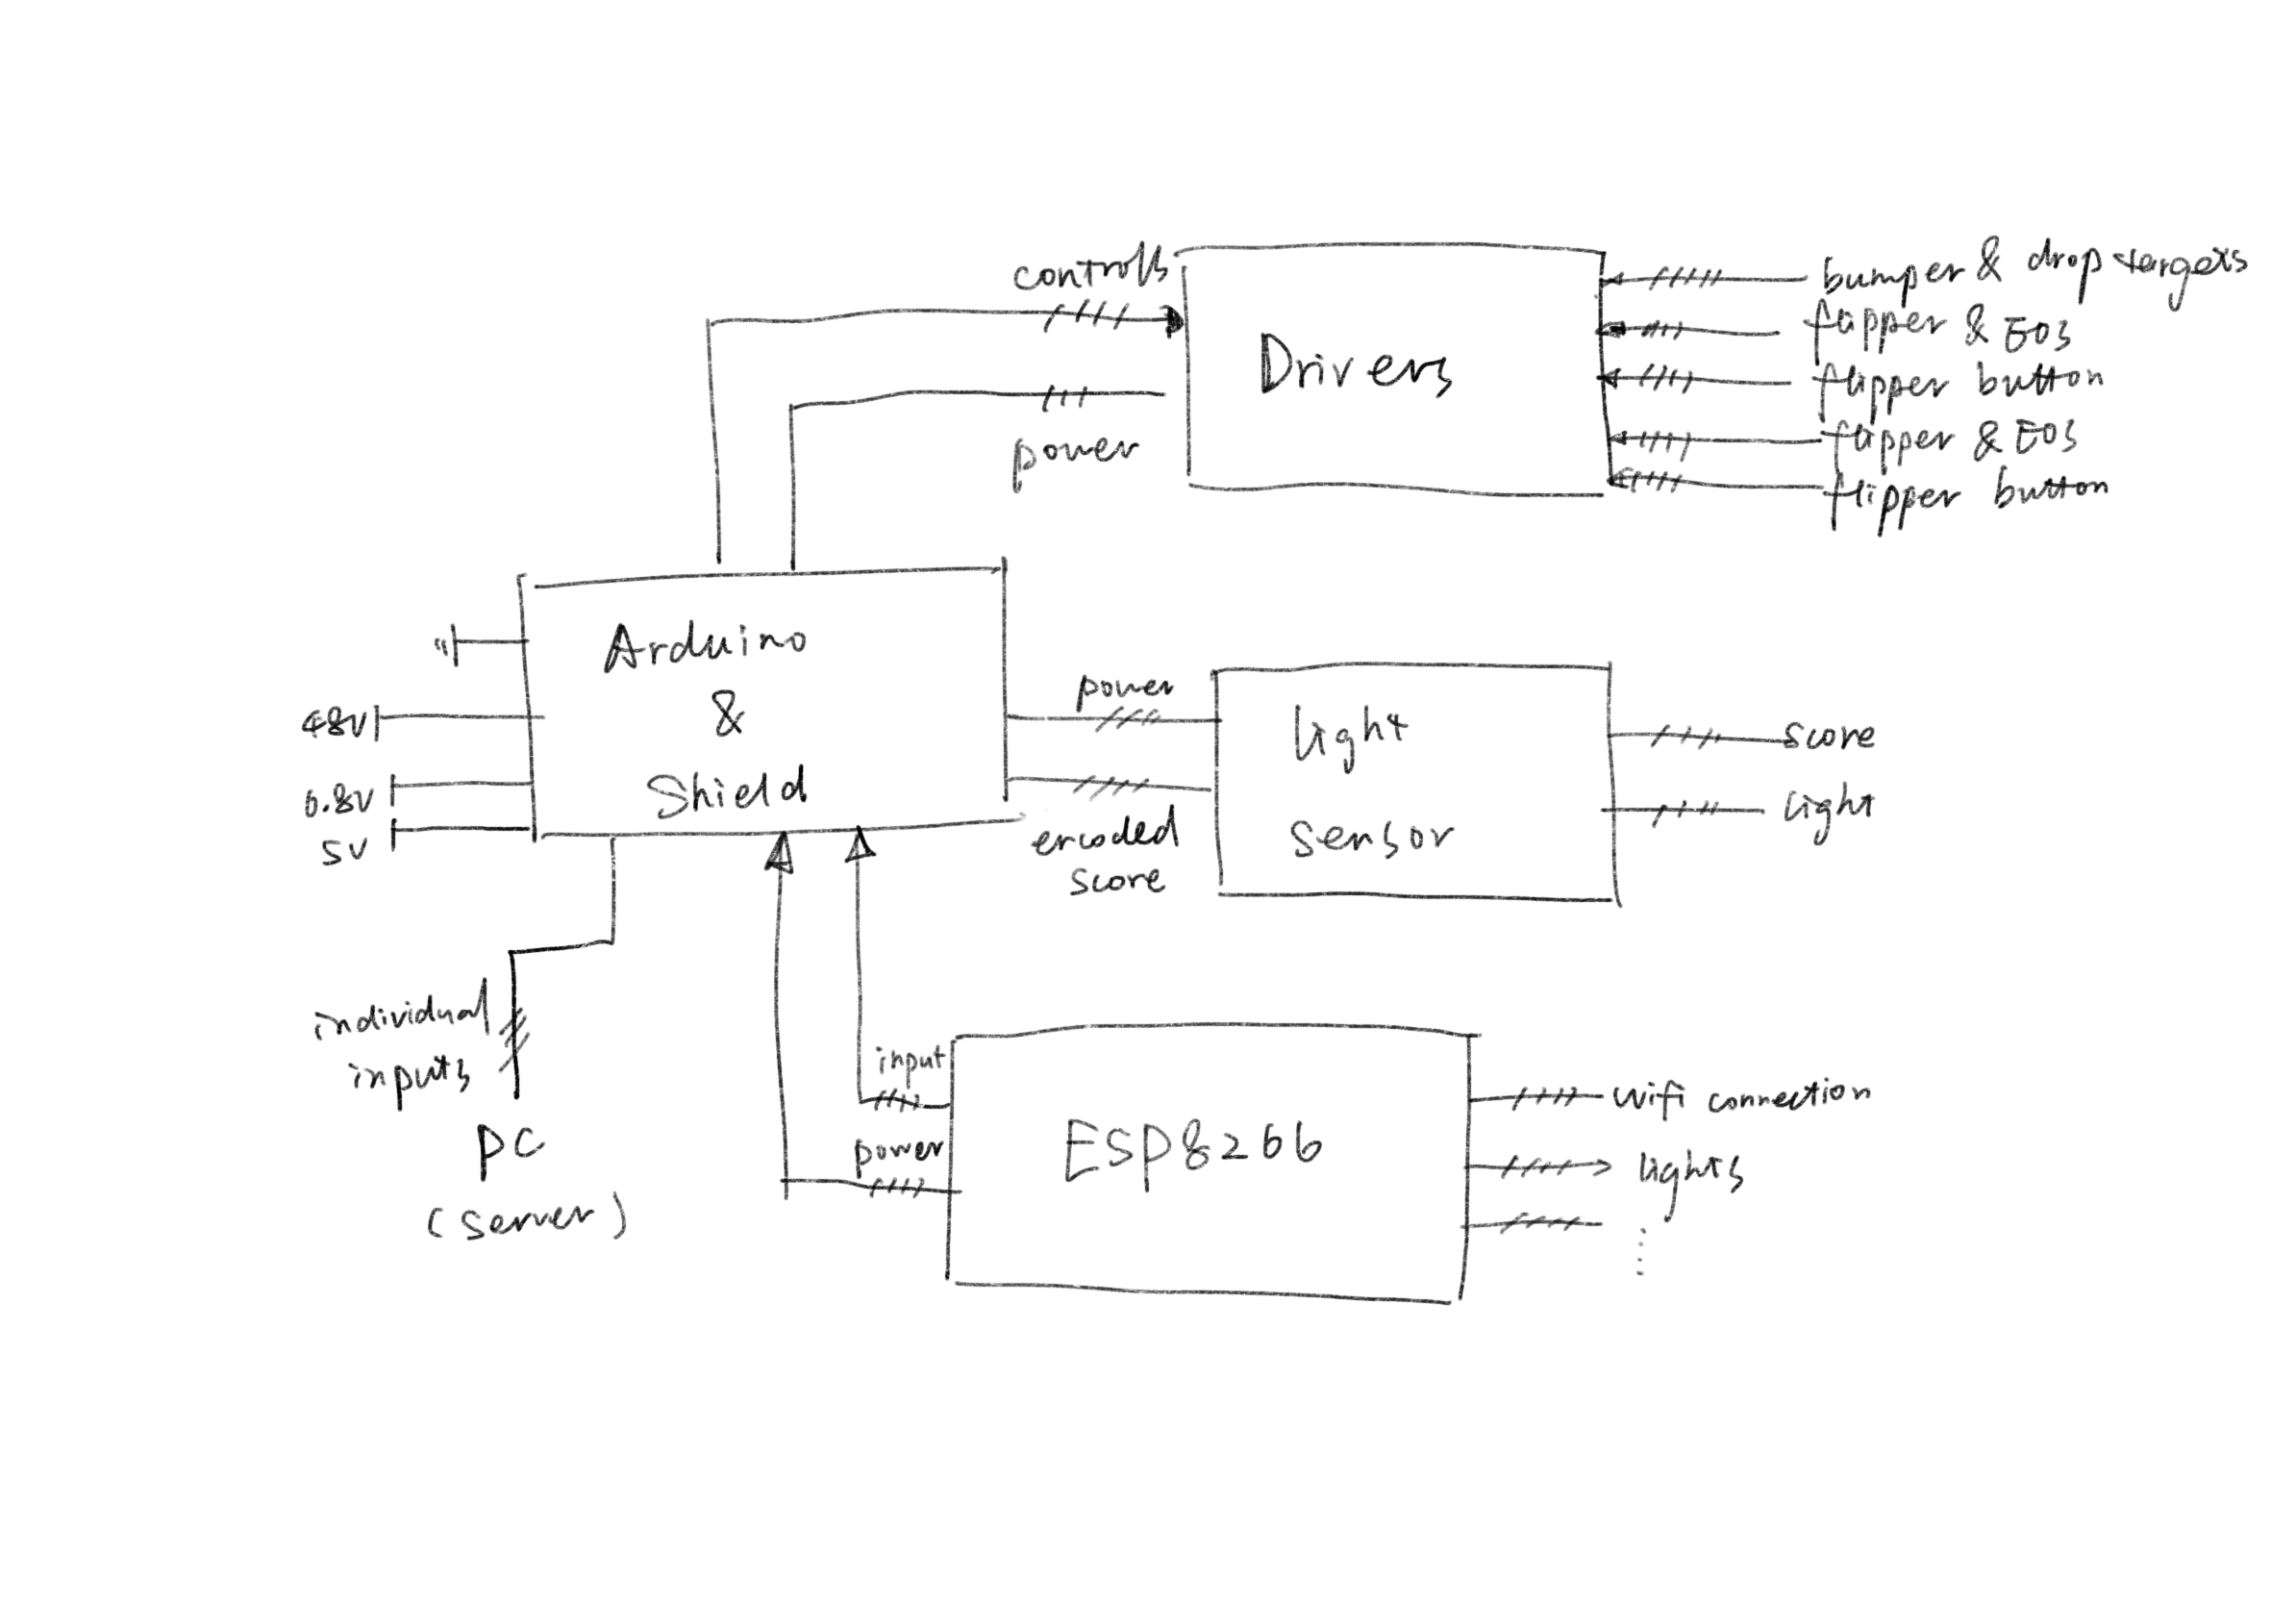 controlls
bumper & drop targets
flipper & EOS
Drivers
flipper button
power
flipper & EOS
flipper button
Arduino
&
Shield
48V
6.8V
5V
power
light
sensor
score
light
encoded
score
individual
inputs
PC
(server)
input
power
ESP8266
wifi connection
lights